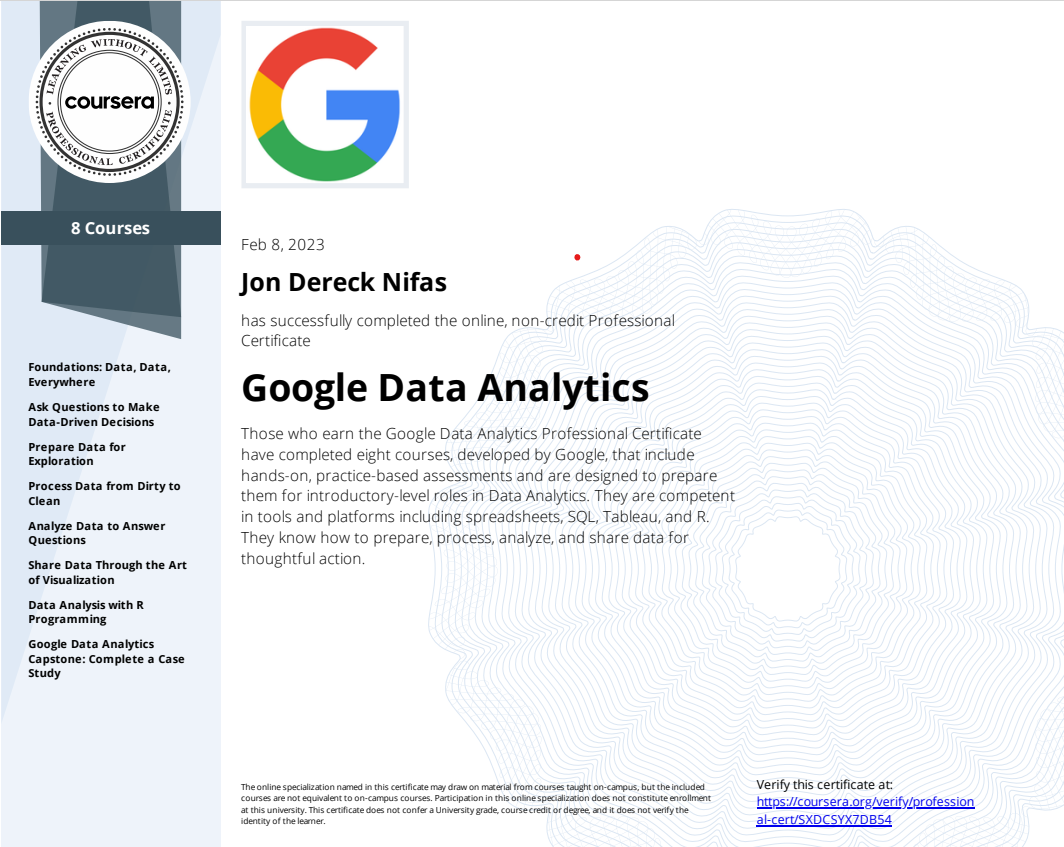 LEARNING WITHOUT LIMITS
coursera
PROFESSIONAL CERTIFICATE
8 Courses
Foundations: Data, Data,
Everywhere
Ask Questions to Make
Data-Driven Decisions
Prepare Data for
Exploration
Process Data from Dirty to
Clean
Analyze Data to Answer
Questions
Share Data Through the Art
of Visualization
Data Analysis with R
Programming
Google Data Analytics
Capstone: Complete a Case
Study
G
Feb 8, 2023
Jon Dereck Nifas
has successfully completed the online, non-credit Professional
Certificate
Google Data Analytics
Those who earn the Google Data Analytics Professional Certificate
have completed eight courses, developed by Google, that include
hands-on, practice-based assessments and are designed to prepare
them for introductory-level roles in Data Analytics. They are competent
in tools and platforms including spreadsheets, SQL, Tableau, and R.
They know how to prepare, process, analyze, and share data for
thoughtful action.
The online specialization named in this certificate may draw on material from courses taught on-campus, but the included
courses are not equivalent to on-campus courses. Participation in this online specialization does not constitute enrollment
at this university. This certificate does not confer a University grade, course credit or degree, and it does not verify the
identity of the learner.
Verify this certificate at:
https://coursera.org/verify/profession
al-cert/SXDCSYX7DB54